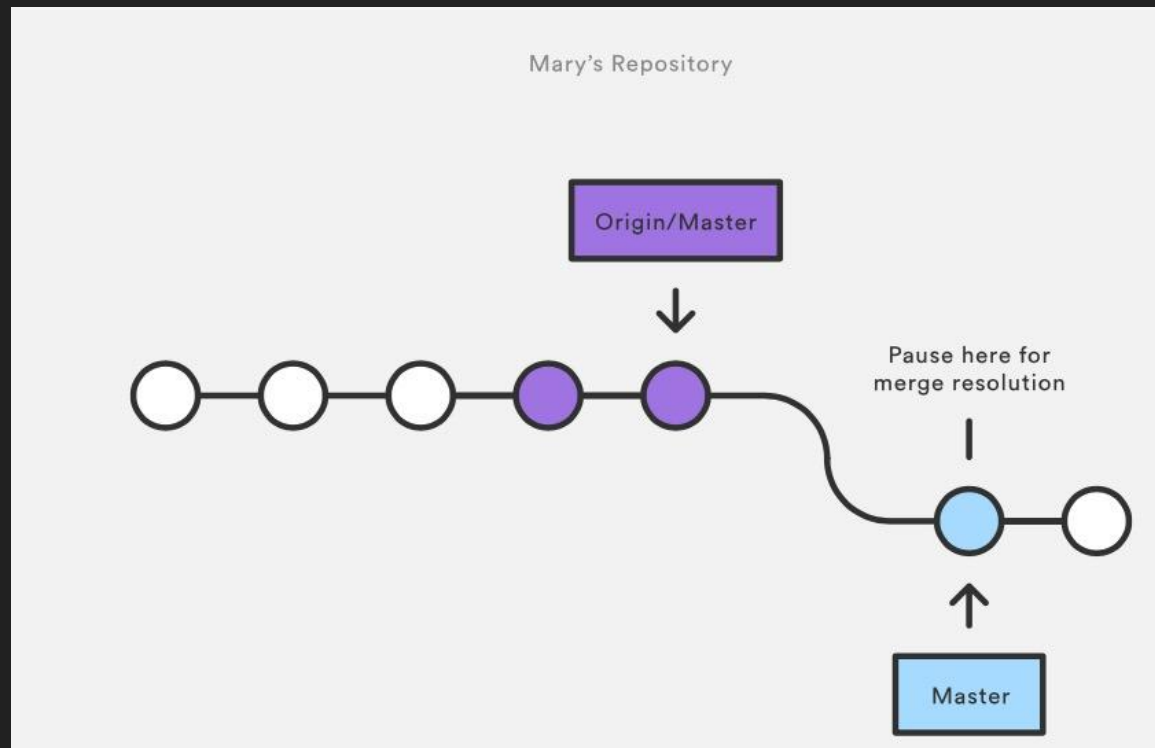 Mary's Repository
Origin/Master
Pause here for
merge resolution
Master